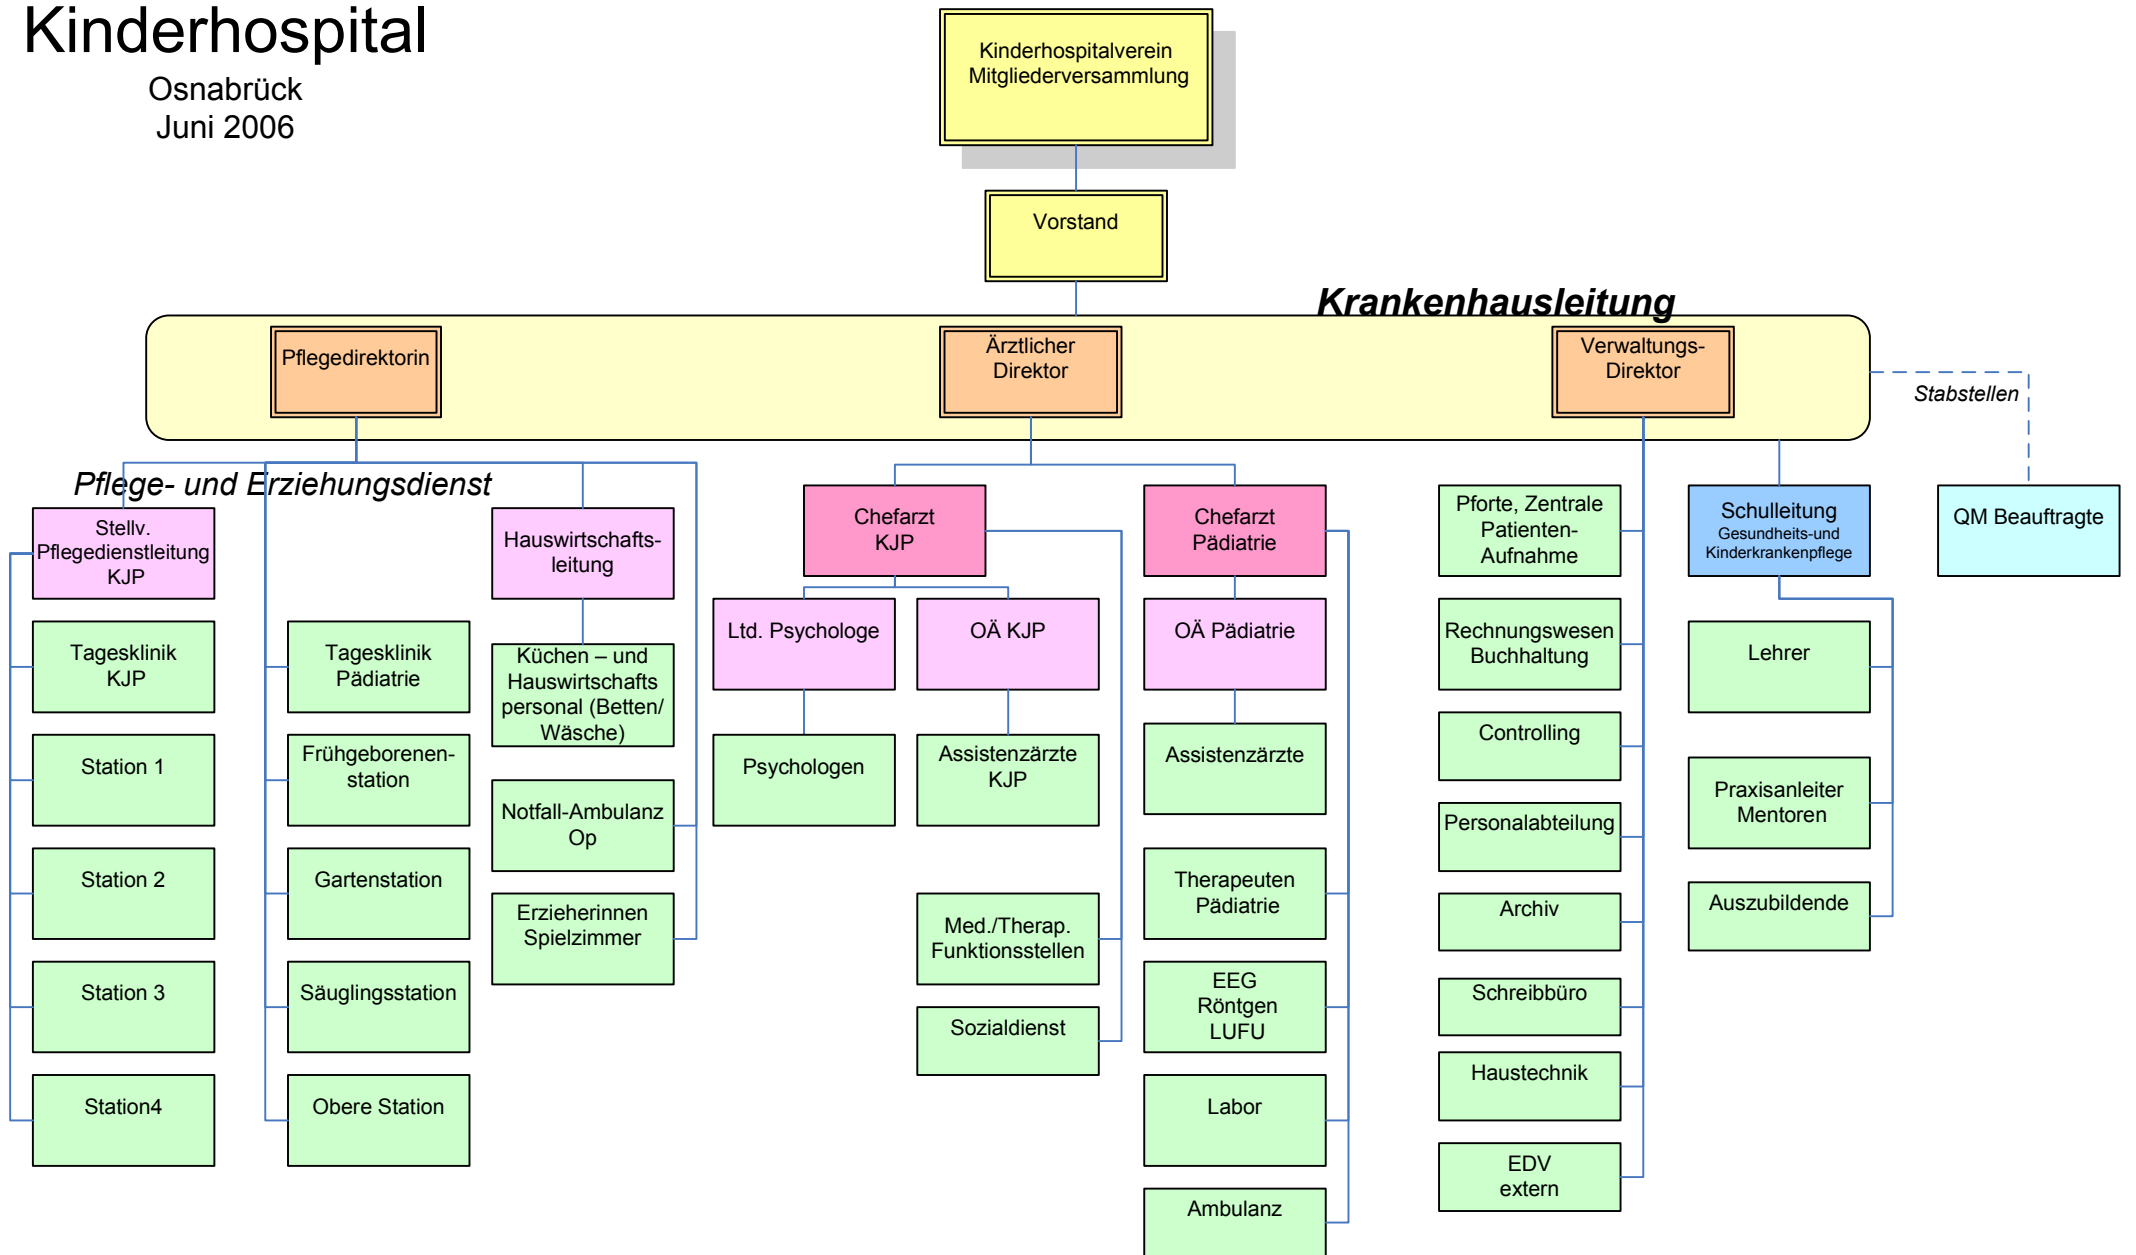 Kinderhospital
Osnabrück
Juni 2006
Kinderhospitalverein
Mitgliederversammlung
Vorstand
Krankenhausleitung
Pflegedirektorin
Ärztlicher
Direktor
Verwaltungs-
Direktor
Stabstellen
Pflege- und Erziehungsdienst
Stellv.
Pflegedienstleitung
KJP
Tagesklinik
KJP
Station 1
Station 2
Station 3
Station4
Tagesklinik
Pädiatrie
Frühgeborenen-
station
Gartenstation
Säuglingsstation
Obere Station
Hauswirtschafts-
leitung
Küchen – und
Hauswirtschafts
personal (Betten/
Wäsche)
Notfall-Ambulanz
Op
Erzieherinnen
Spielzimmer
Chefarzt
KJP
Ltd. Psychologe
Psychologen
OÄ KJP
Assistenzärzte
KJP
Med./Therap.
Funktionsstellen
Sozialdienst
Chefarzt
Pädiatrie
OÄ Pädiatrie
Assistenzärzte
Therapeuten
Pädiatrie
EEG
Röntgen
LUFU
Labor
Ambulanz
Pforte, Zentrale
Patienten-
Aufnahme
Rechnungswesen
Buchhaltung
Controlling
Personalabteilung
Archiv
Schreibbüro
Haustechnik
EDV
extern
Schulleitung
Gesundheits-und
Kinderkrankenpflege
Lehrer
Praxisanleiter
Mentoren
Auszubildende
QM Beauftragte